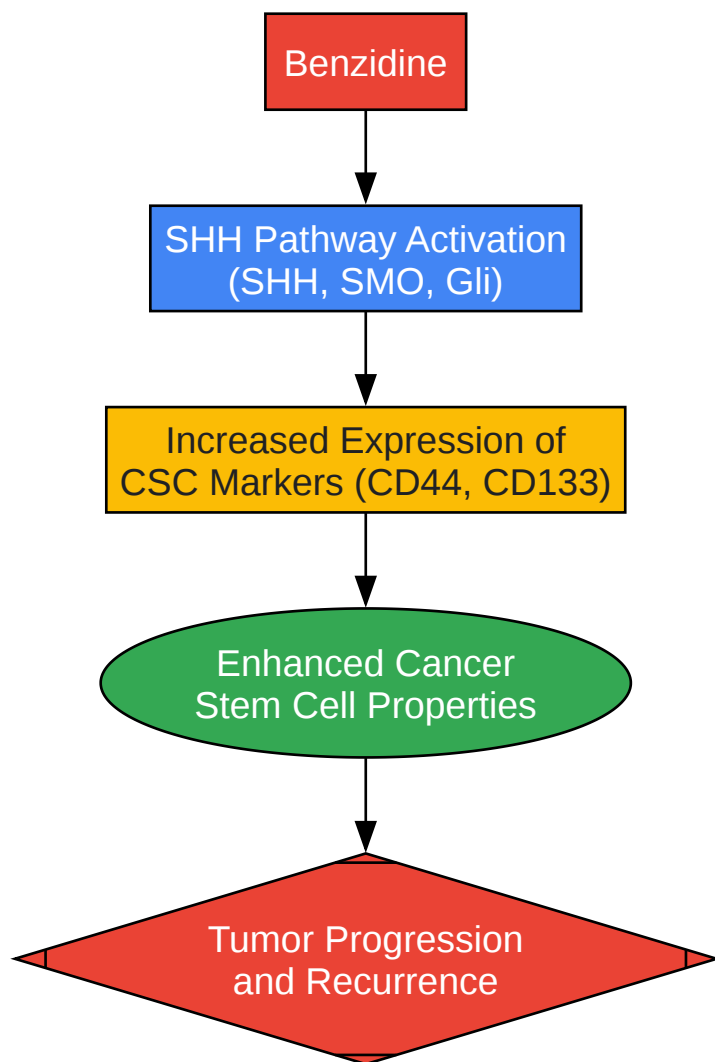 Benzidine
SHH Pathway Activation
(SHH, SMO, Gli)
Increased Expression of
CSC Markers (CD44, CD133)
Enhanced Cancer
Stem Cell Properties
Tumor Progression
and Recurrence